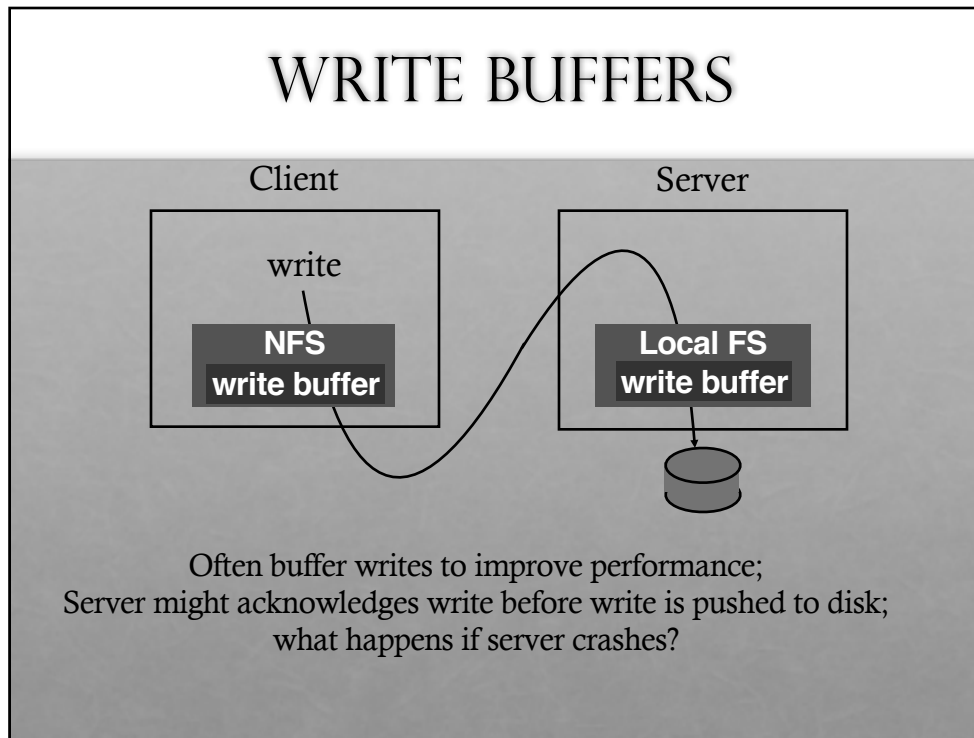 WRITE BUFFERS
Client
Server
write
NFS
write buffer
Local FS
write buffer
Often buffer writes to improve performance;
Server might acknowledges write before write is pushed to disk;
what happens if server crashes?